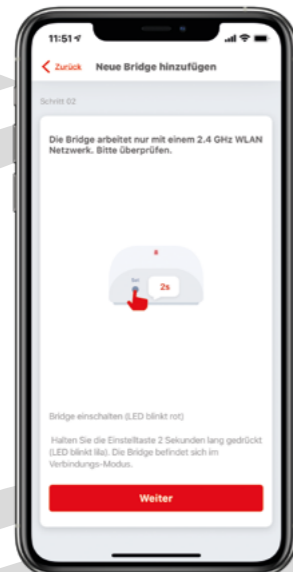 11:51
Zurück Neue Bridge hinzufügen
Schritt 02
Die Bridge arbeitet nur mit einem 2.4 GHz WLAN
Netzwerk. Bitte überprüfen.
2s
Bridge einschalten (LED blinkt rot)
Halten Sie die Einstelltaste 2 Sekunden lang gedrückt
(LED blinkt lila). Die Bridge befindet sich im
Verbindungs-Modus.
Weiter